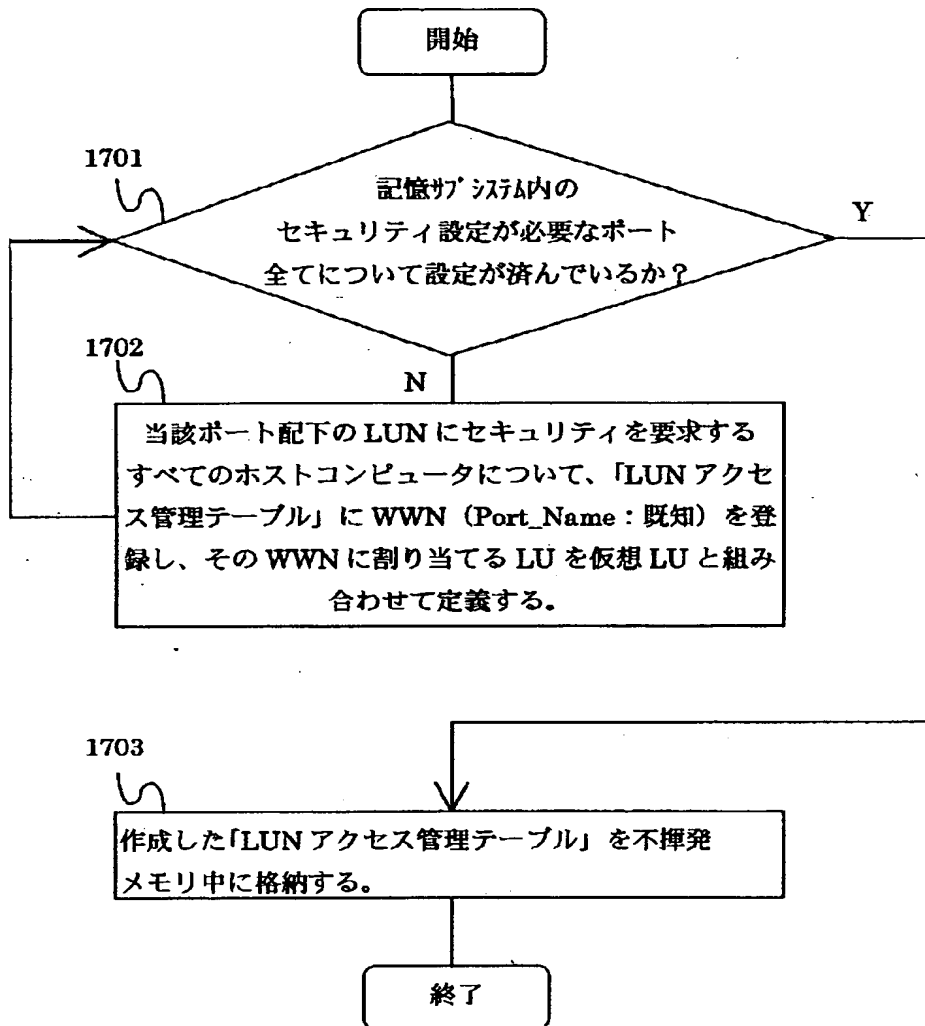 開始
1701
記憶ｻﾌﾞｼｽﾃﾑ内の
セキュリティ設定が必要なポート
全てについて設定が済んでいるか？
Y
1702
N
当該ポート配下の LUN にセキュリティを要求する
すべてのホストコンピュータについて、「LUN アクセ
ス管理テーブル」に WWN（Port_Name：既知）を登
録し、その WWN に割り当てる LU を仮想 LU と組み
合わせて定義する。
1703
作成した「LUN アクセス管理テーブル」を不揮発
メモリ中に格納する。
終了